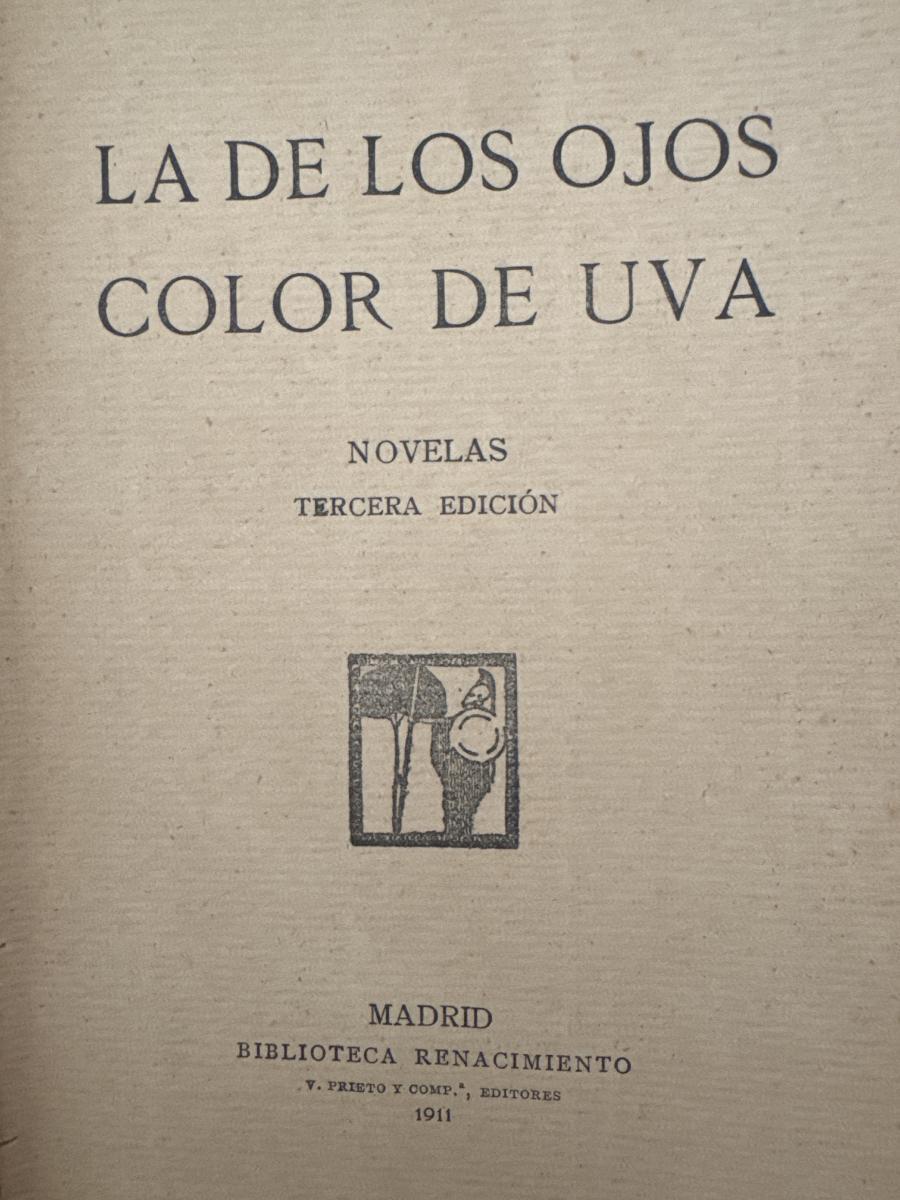 LA DE LOS OJOS
COLOR DE UVA
NOVELAS
TERCERA EDICIÓN
MADRID
BIBLIOTECA RENACIMIENTO
V. PRIETO Y COMP.ª, EDITORES
1911